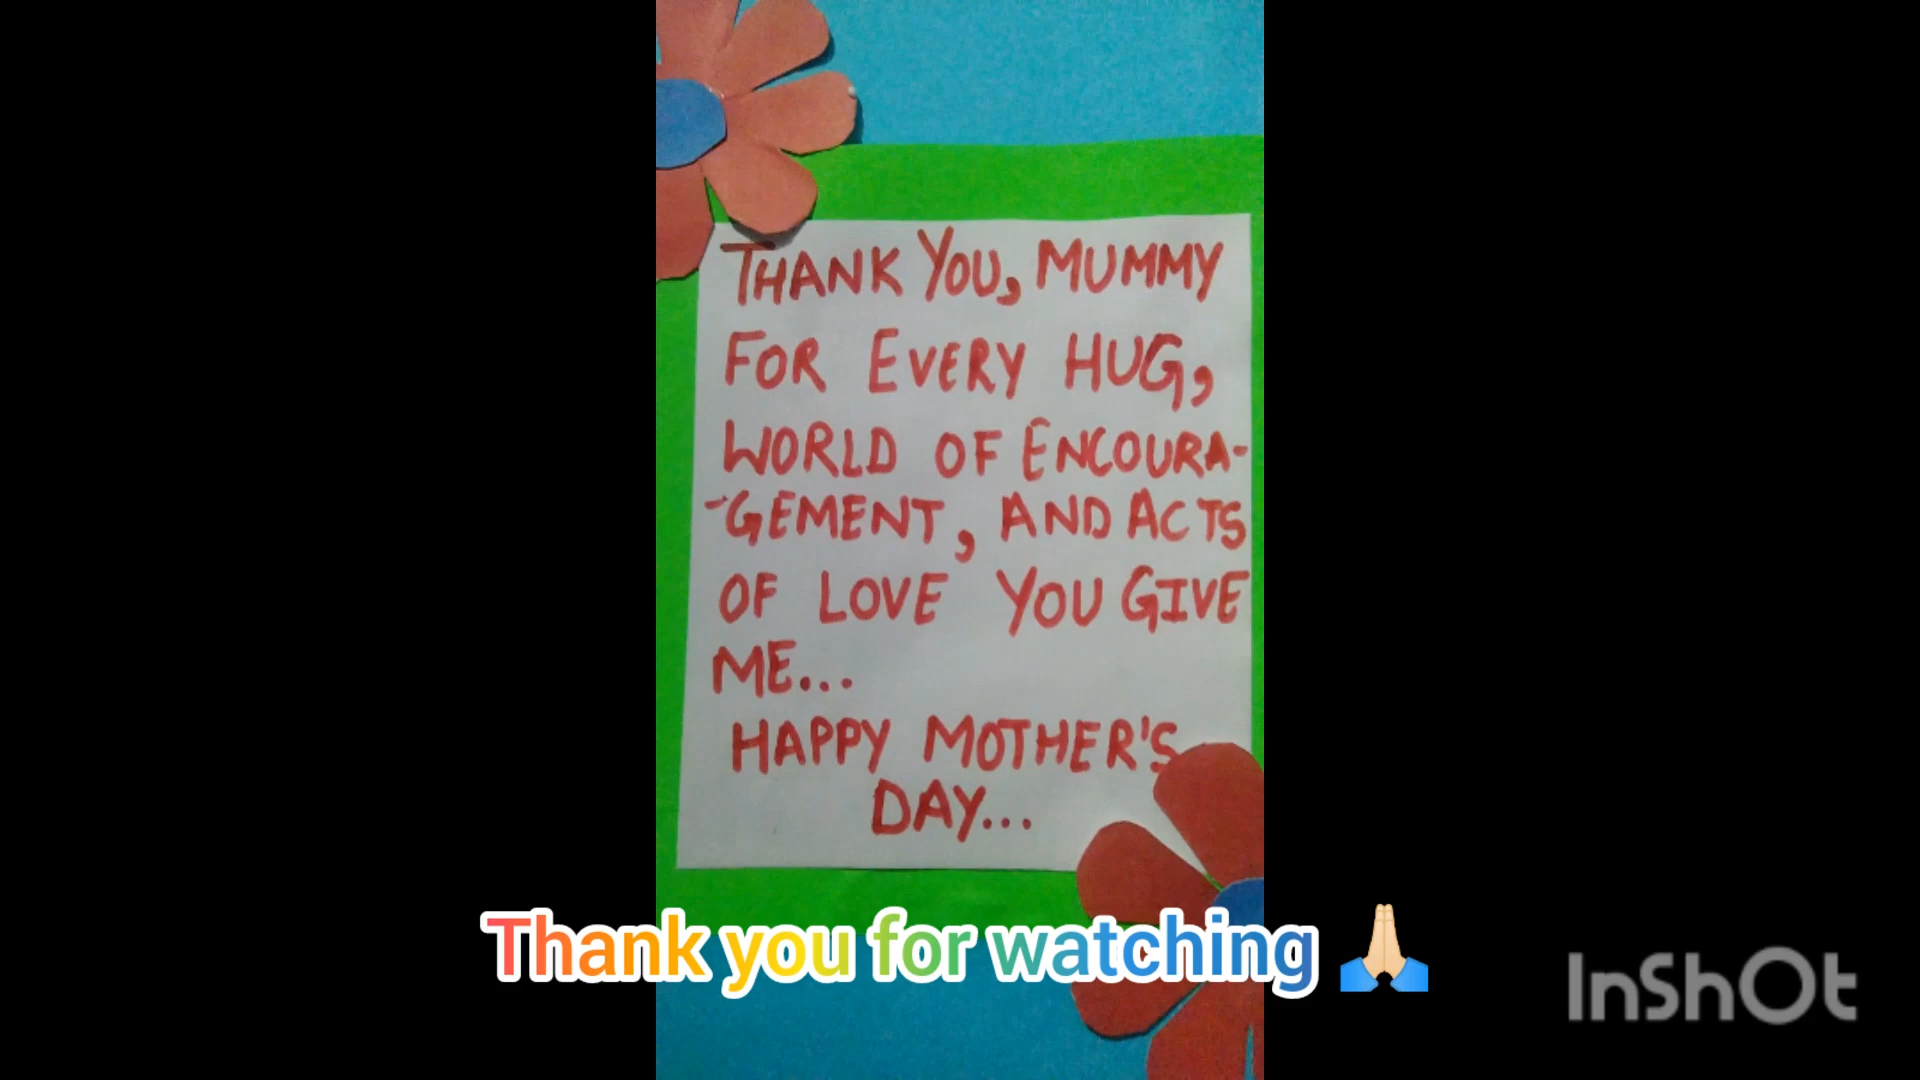 THANK YOU, MUMMY
FOR EVERY HUG,
WORLD OF ENCOURA-
-GEMENT, AND ACTS
OF LOVE YOU GIVE
ME...
HAPPY MOTHER'S
DAY...
Thank you for watching 🙏🏻
InShOt